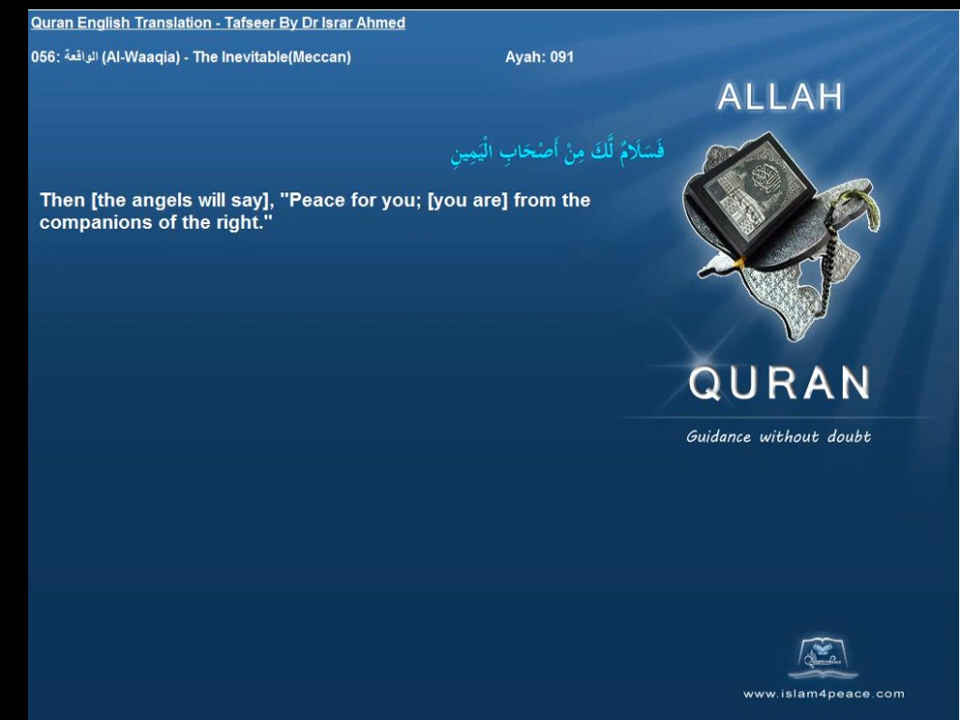 Quran English Translation - Tafseer By Dr Israr Ahmed
056: الواقعة (Al-Waaqia) - The Inevitable(Meccan) Ayah: 091
ALLAH
فَسَلَامٌ لَّكَ مِنْ أَصْحَابِ الْيَمِينِ
Then [the angels will say], "Peace for you; [you are] from the
companions of the right."
QURAN
Guidance without doubt
www.islam4peace.com